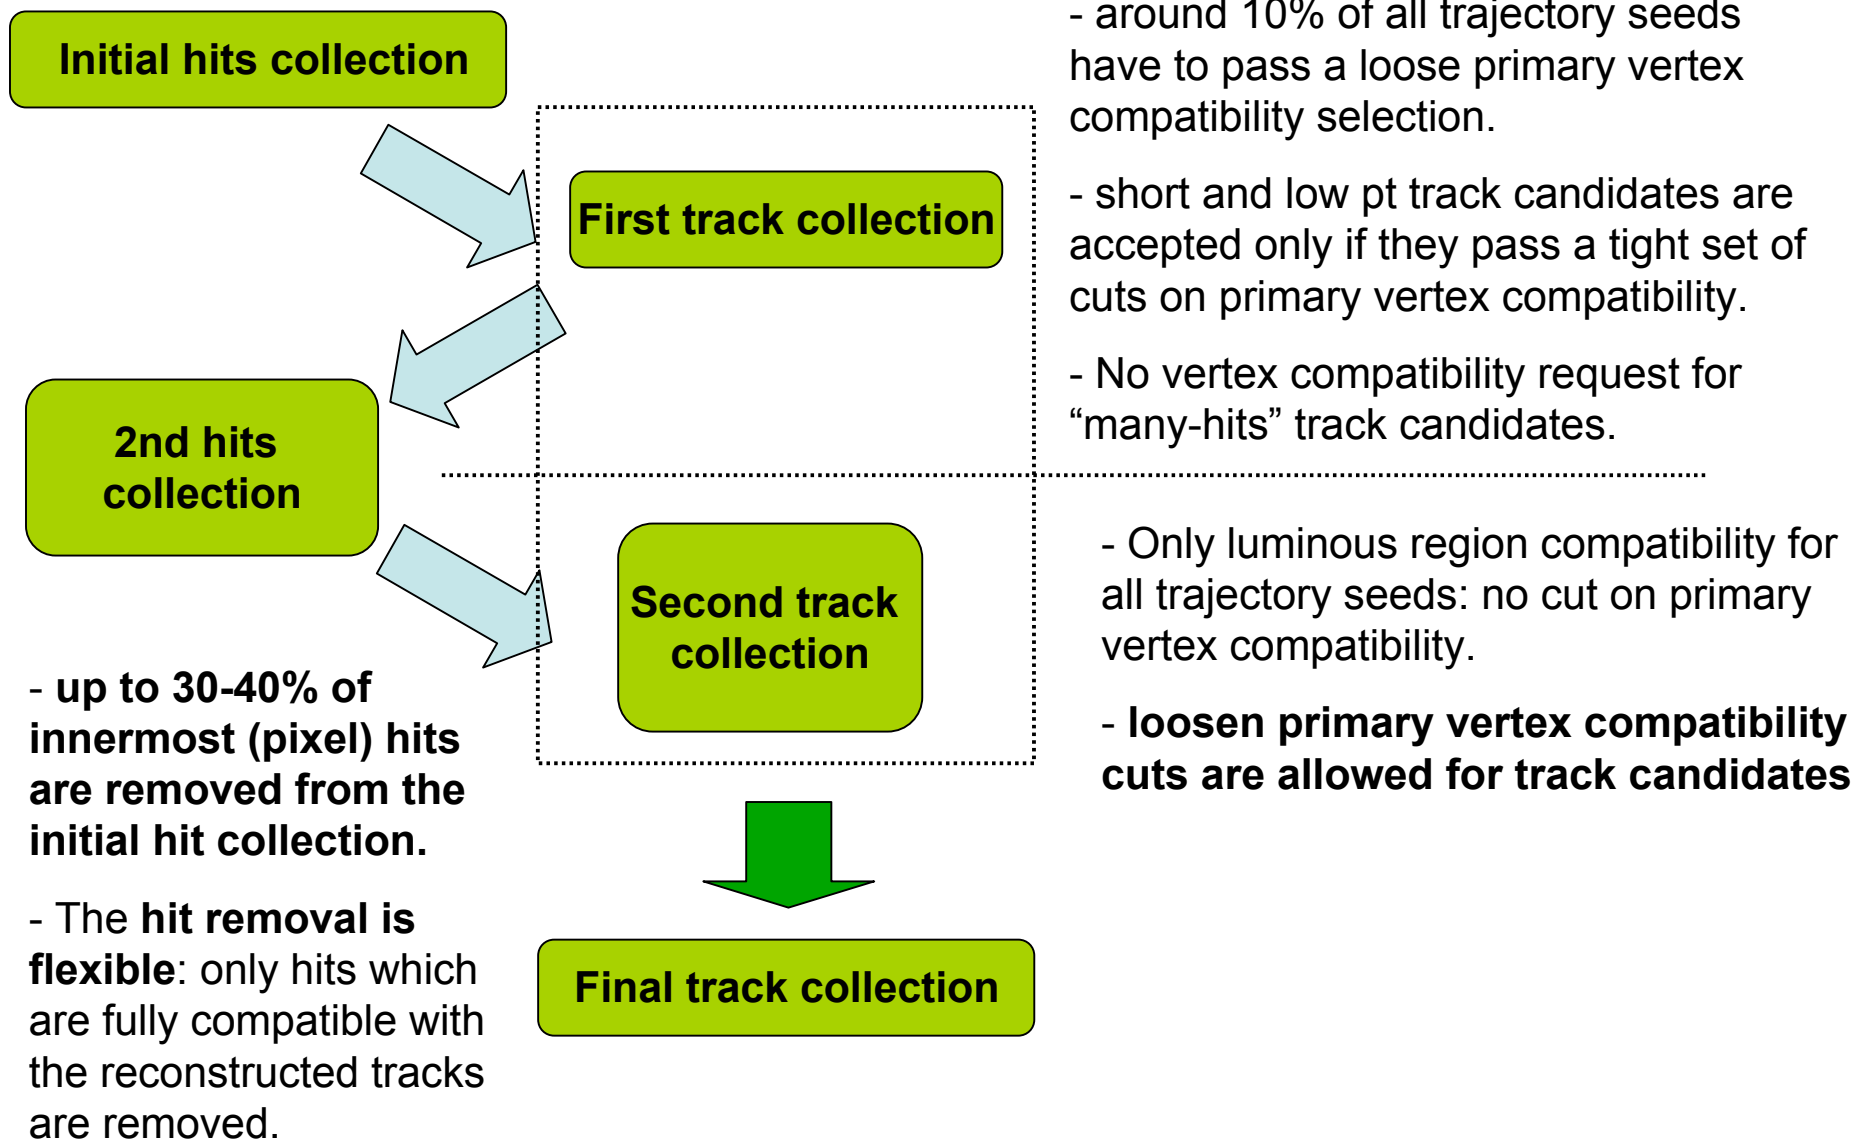 Initial hits collection
- around 10% of all trajectory seeds
have to pass a loose primary vertex
compatibility selection.
First track collection
- short and low pt track candidates are
accepted only if they pass a tight set of
cuts on primary vertex compatibility.
- No vertex compatibility request for
“many-hits” track candidates.
2nd hits
collection
- Only luminous region compatibility for
all trajectory seeds: no cut on primary
vertex compatibility.
Second track
collection
- loosen primary vertex compatibility
cuts are allowed for track candidates
- up to 30-40% of
innermost (pixel) hits
are removed from the
initial hit collection.
- The hit removal is
flexible: only hits which
are fully compatible with
the reconstructed tracks
are removed.
Final track collection